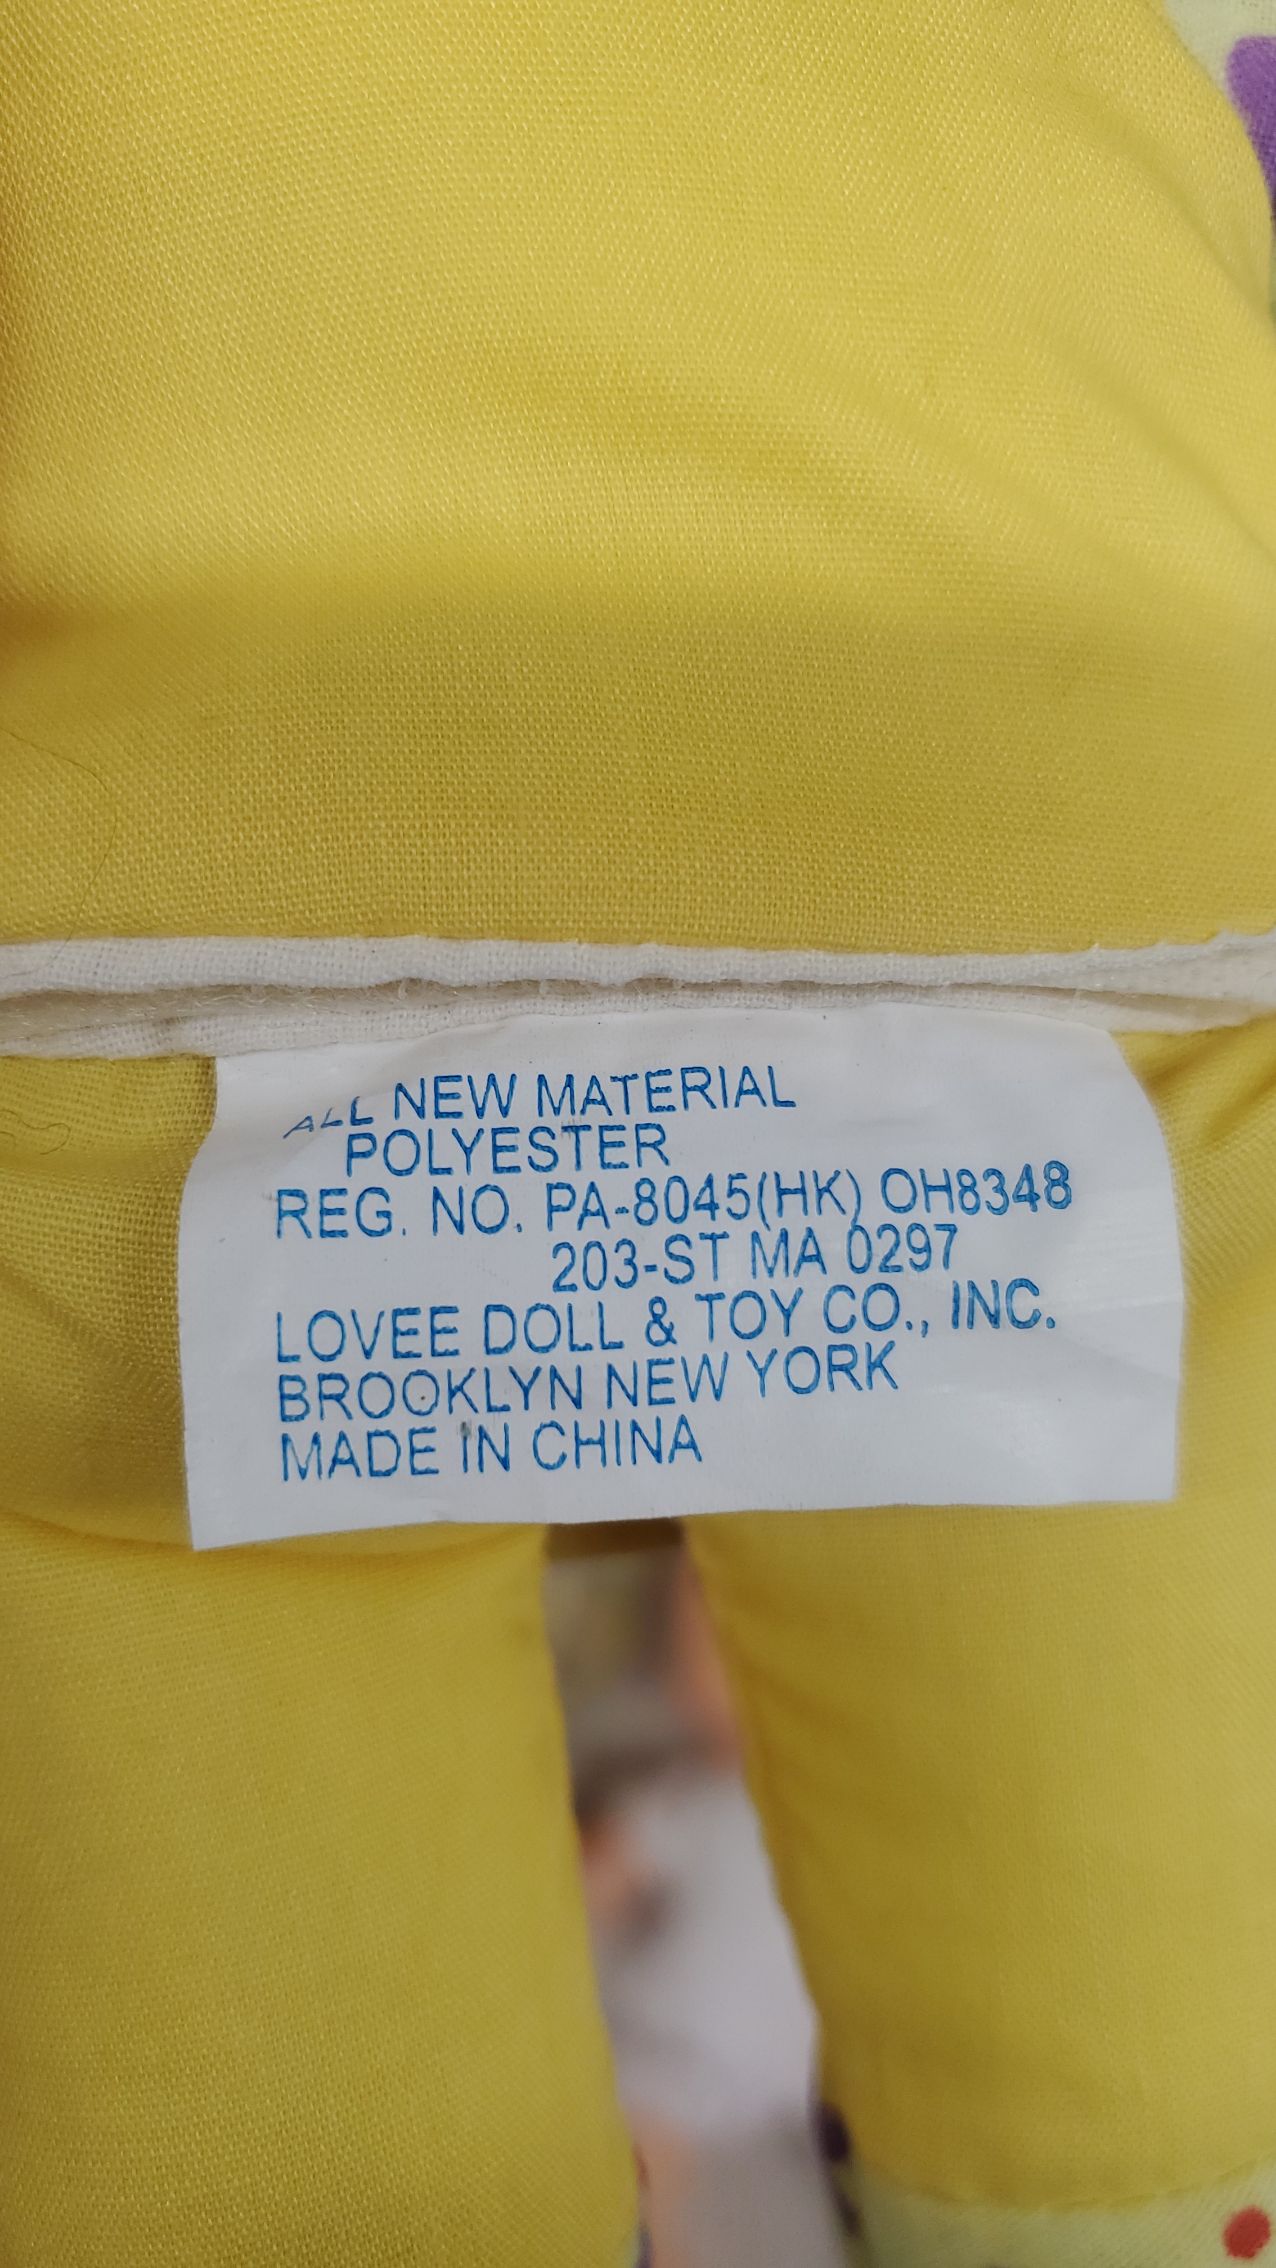 ALL NEW MATERIAL
POLYESTER
REG. NO. PA-8045(HK) OH8348
203-ST MA 0297
LOVEE DOLL & TOY CO., INC.
BROOKLYN NEW YORK
MADE IN CHINA